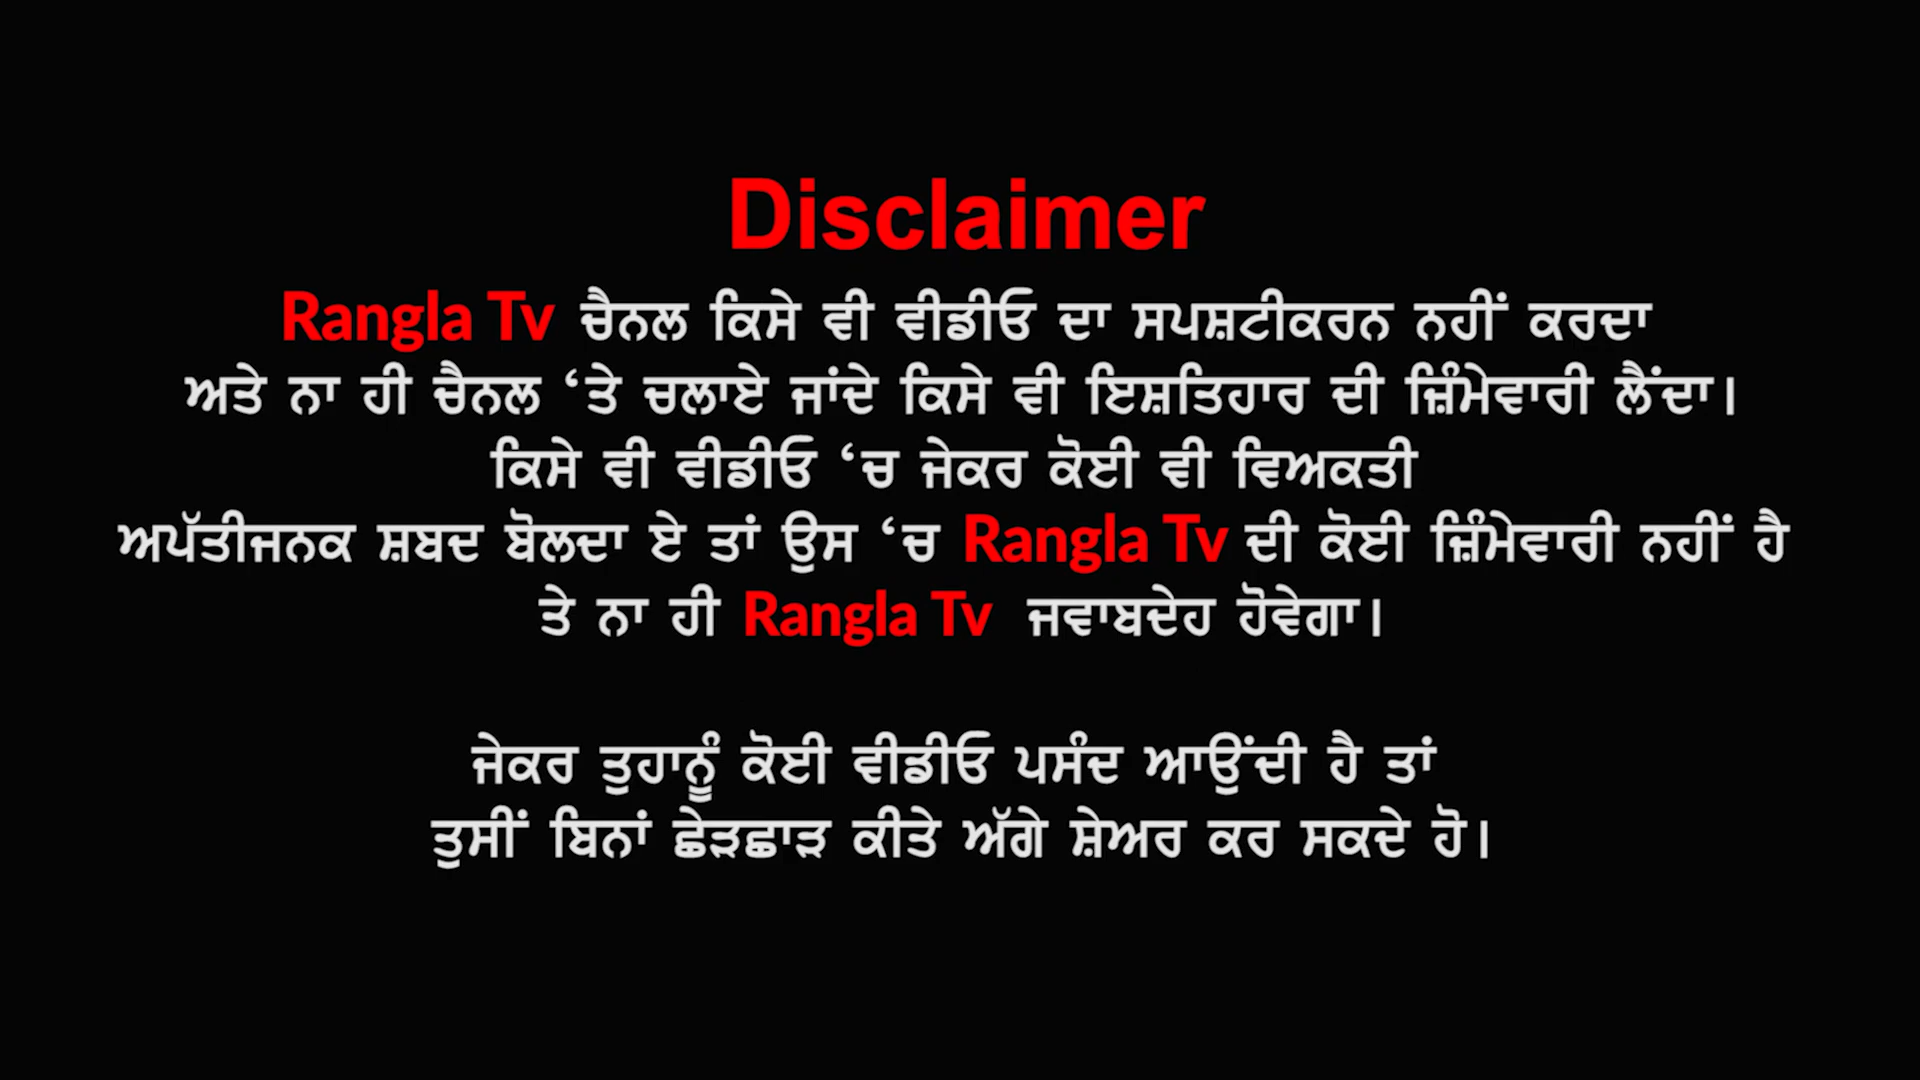 Disclaimer
Rangla Tv ਚੈਨਲ ਕਿਸੇ ਵੀ ਵੀਡੀਓ ਦਾ ਸਪਸ਼ਟੀਕਰਨ ਨਹੀਂ ਕਰਦਾ
ਅਤੇ ਨਾ ਹੀ ਚੈਨਲ ‘ਤੇ ਚਲਾਏ ਜਾਂਦੇ ਕਿਸੇ ਵੀ ਇਸ਼ਤਿਹਾਰ ਦੀ ਜ਼ਿੰਮੇਵਾਰੀ ਲੈਂਦਾ।
ਕਿਸੇ ਵੀ ਵੀਡੀਓ ‘ਚ ਜੇਕਰ ਕੋਈ ਵੀ ਵਿਅਕਤੀ
ਅਪੱਤੀਜਨਕ ਸ਼ਬਦ ਬੋਲਦਾ ਏ ਤਾਂ ਉਸ ‘ਚ Rangla Tv ਦੀ ਕੋਈ ਜ਼ਿੰਮੇਵਾਰੀ ਨਹੀਂ ਹੈ
ਤੇ ਨਾ ਹੀ Rangla Tv ਜਵਾਬਦੇਹ ਹੋਵੇਗਾ।
ਜੇਕਰ ਤੁਹਾਨੂੰ ਕੋਈ ਵੀਡੀਓ ਪਸੰਦ ਆਉਂਦੀ ਹੈ ਤਾਂ
ਤੁਸੀਂ ਬਿਨਾਂ ਛੇੜਛਾੜ ਕੀਤੇ ਅੱਗੇ ਸ਼ੇਅਰ ਕਰ ਸਕਦੇ ਹੋ।